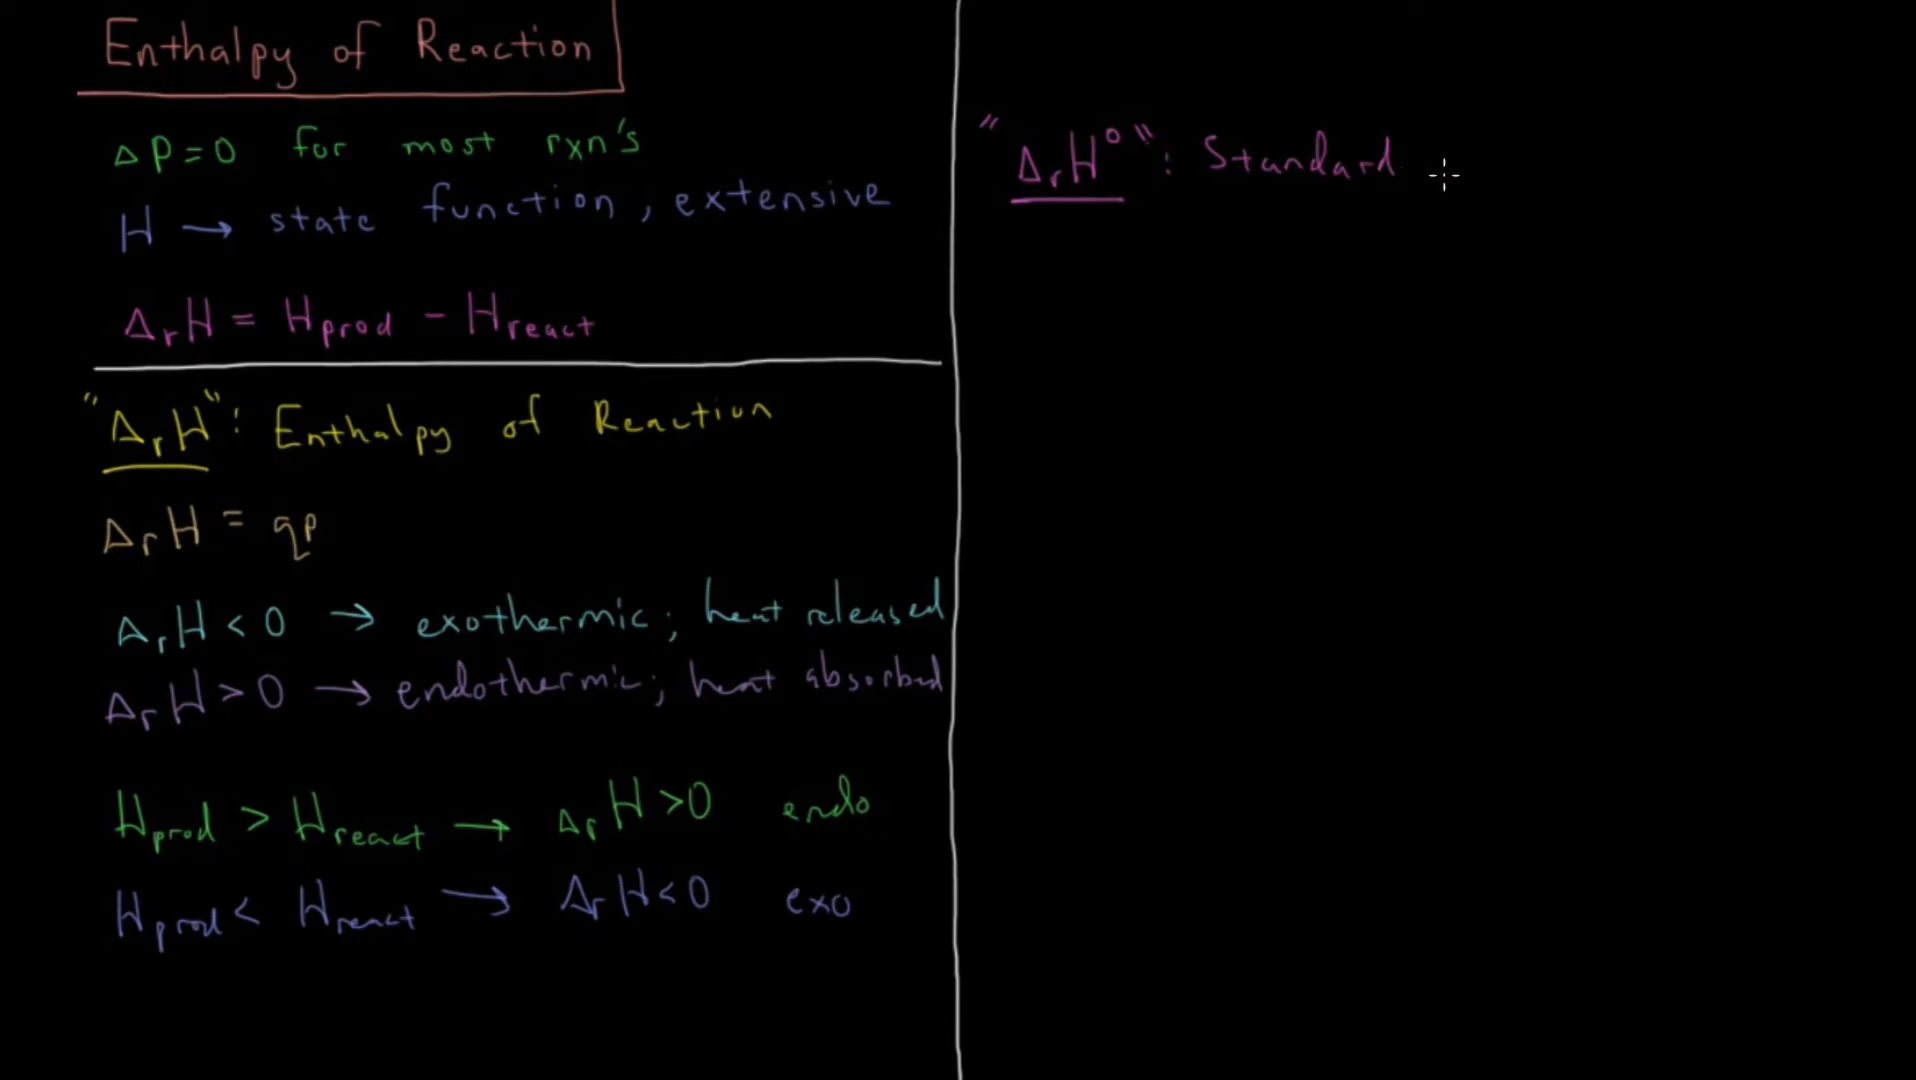 Enthalpy of Reaction
ΔP=0 for most rxn's
H → state function, extensive
ΔrH = Hprod - Hreact
"ΔrH": Enthalpy of Reaction
ΔrH = qp
ΔrH < 0 → exothermic; heat released
ΔrH > 0 → endothermic; heat absorbed
Hprod > Hreact → ΔrH > 0 endo
Hprod < Hreact → ΔrH < 0 exo
"ΔrH°": Standard